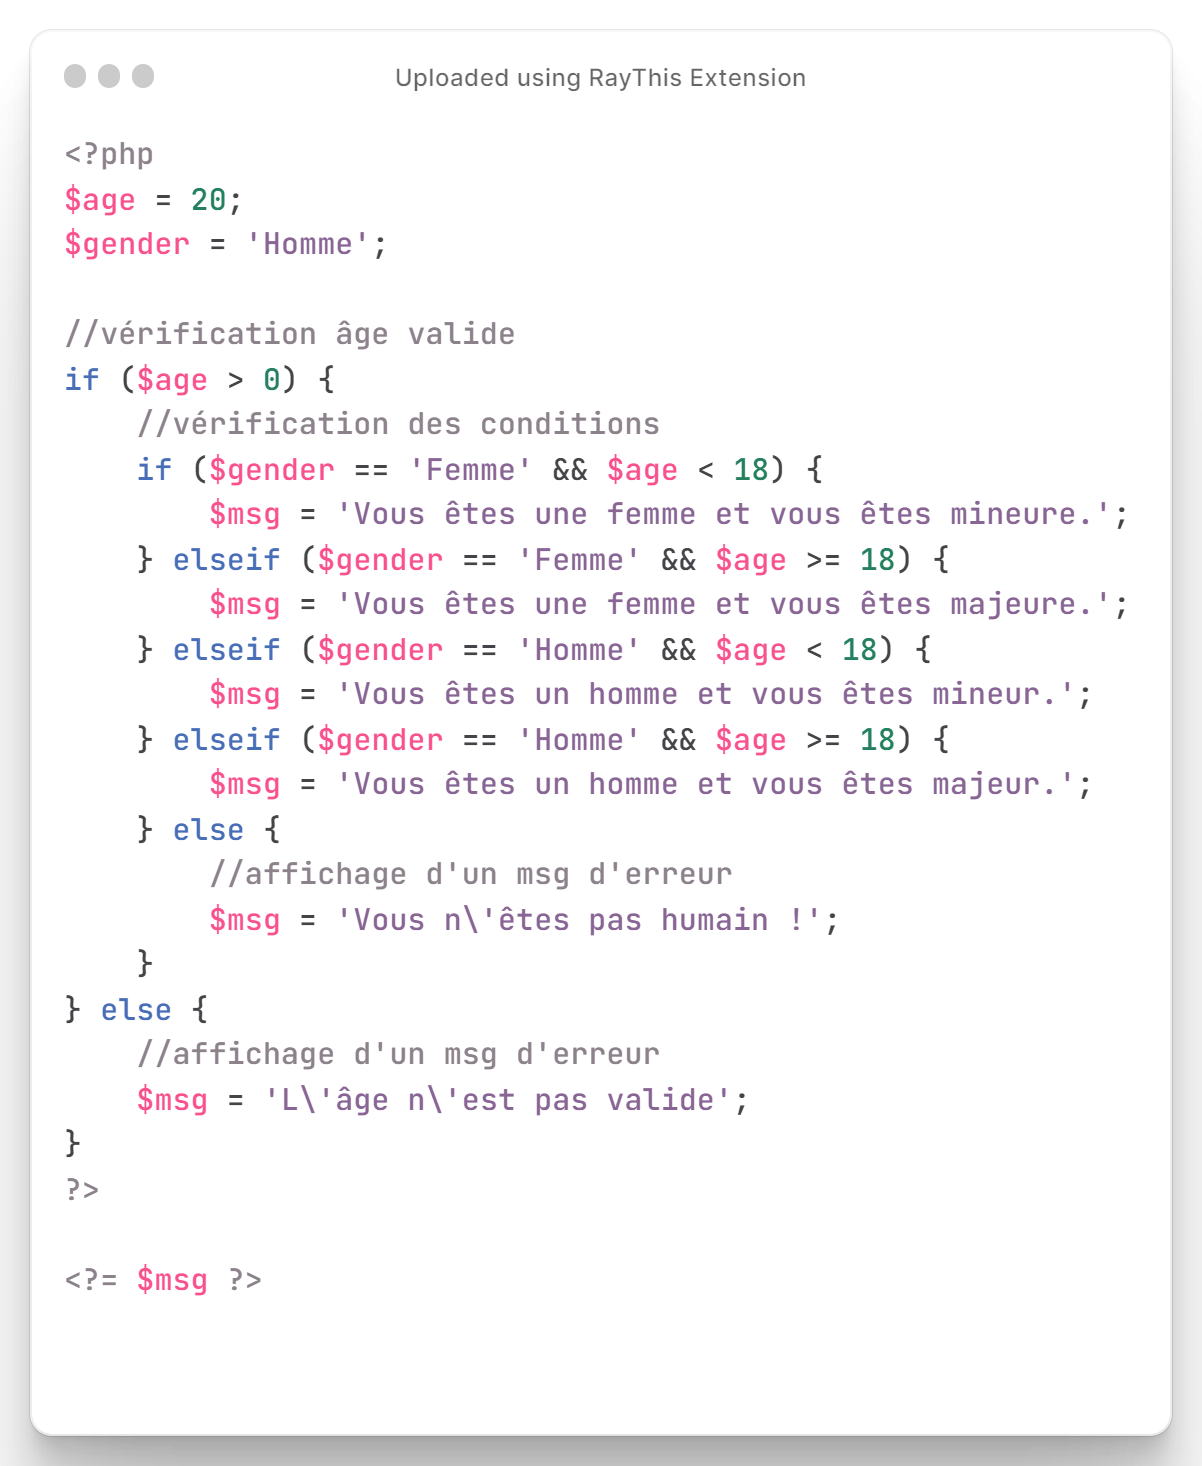 Uploaded using RayThis Extension
<?php
$age = 20;
$gender = 'Homme';
//vérification âge valide
if ($age > 0) {
    //vérification des conditions
    if ($gender == 'Femme' && $age < 18) {
        $msg = 'Vous êtes une femme et vous êtes mineure.';
    } elseif ($gender == 'Femme' && $age >= 18) {
        $msg = 'Vous êtes une femme et vous êtes majeure.';
    } elseif ($gender == 'Homme' && $age < 18) {
        $msg = 'Vous êtes un homme et vous êtes mineur.';
    } elseif ($gender == 'Homme' && $age >= 18) {
        $msg = 'Vous êtes un homme et vous êtes majeur.';
    } else {
        //affichage d'un msg d'erreur
        $msg = 'Vous n\'êtes pas humain !';
    }
} else {
    //affichage d'un msg d'erreur
    $msg = 'L\'âge n\'est pas valide';
}
?>
<?= $msg ?>